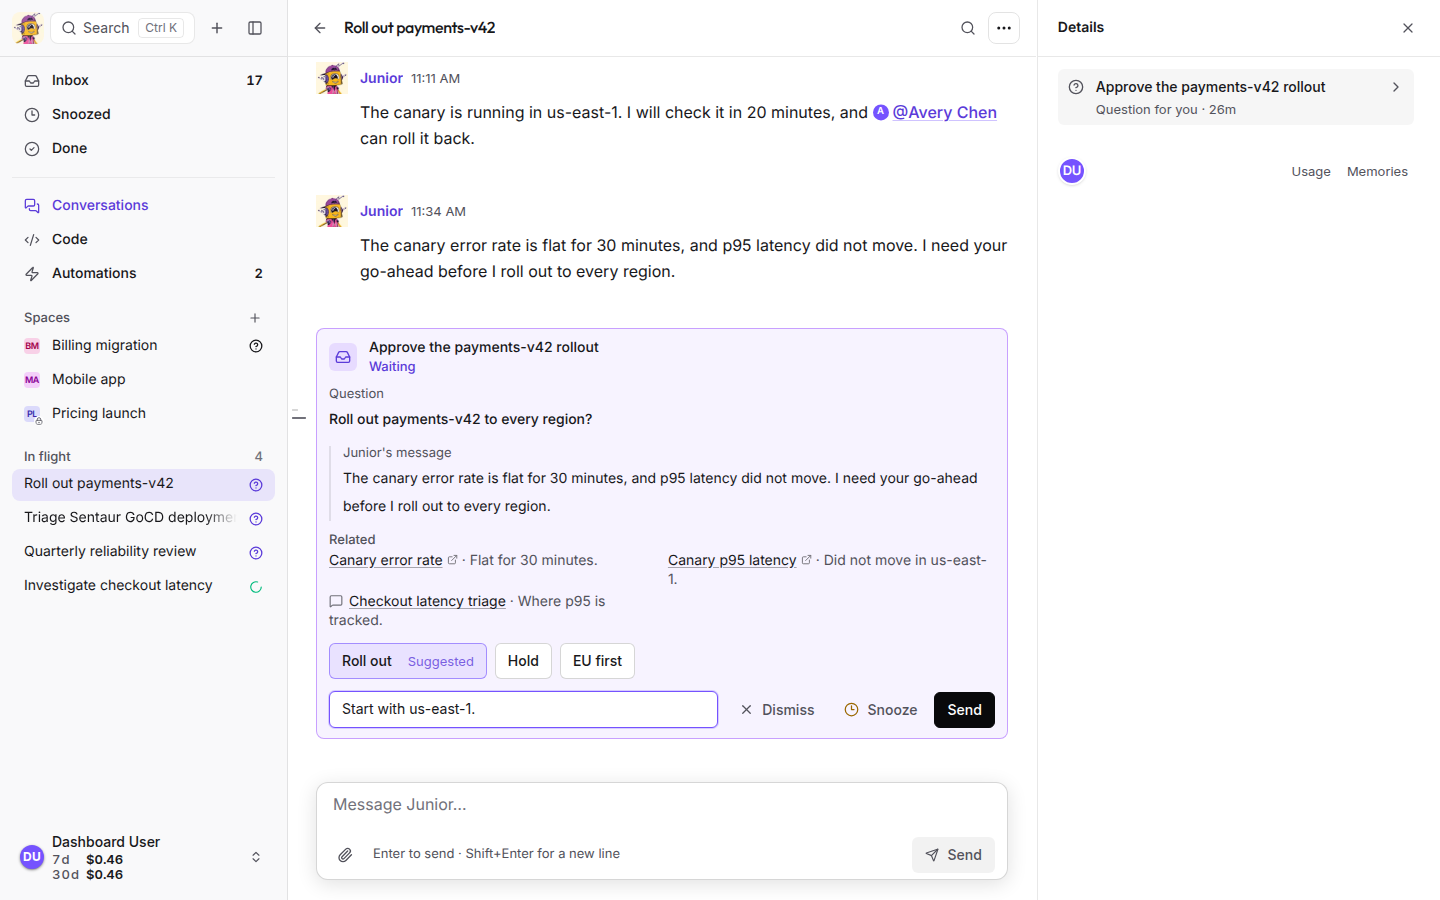 Search Ctrl K
Inbox 17
Snoozed
Done
Conversations
Code
Automations 2
Spaces
BM Billing migration
MA Mobile app
PL Pricing launch
In flight 4
Roll out payments-v42
Triage Sentaur GoCD deployme
Quarterly reliability review
Investigate checkout latency
DU Dashboard User
7d $0.46
30d $0.46
Roll out payments-v42
Junior 11:11 AM
The canary is running in us-east-1. I will check it in 20 minutes, and A @Avery Chen
can roll it back.
Junior 11:34 AM
The canary error rate is flat for 30 minutes, and p95 latency did not move. I need your
go-ahead before I roll out to every region.
Approve the payments-v42 rollout
Waiting
Question
Roll out payments-v42 to every region?
Junior's message
The canary error rate is flat for 30 minutes, and p95 latency did not move. I need your go-ahead
before I roll out to every region.
Related
Canary error rate · Flat for 30 minutes.
Canary p95 latency · Did not move in us-east-
1.
Checkout latency triage · Where p95 is
tracked.
Roll out Suggested Hold EU first
Start with us-east-1. Dismiss Snooze Send
Message Junior...
Enter to send · Shift+Enter for a new line Send
Details
Approve the payments-v42 rollout
Question for you · 26m
DU Usage Memories